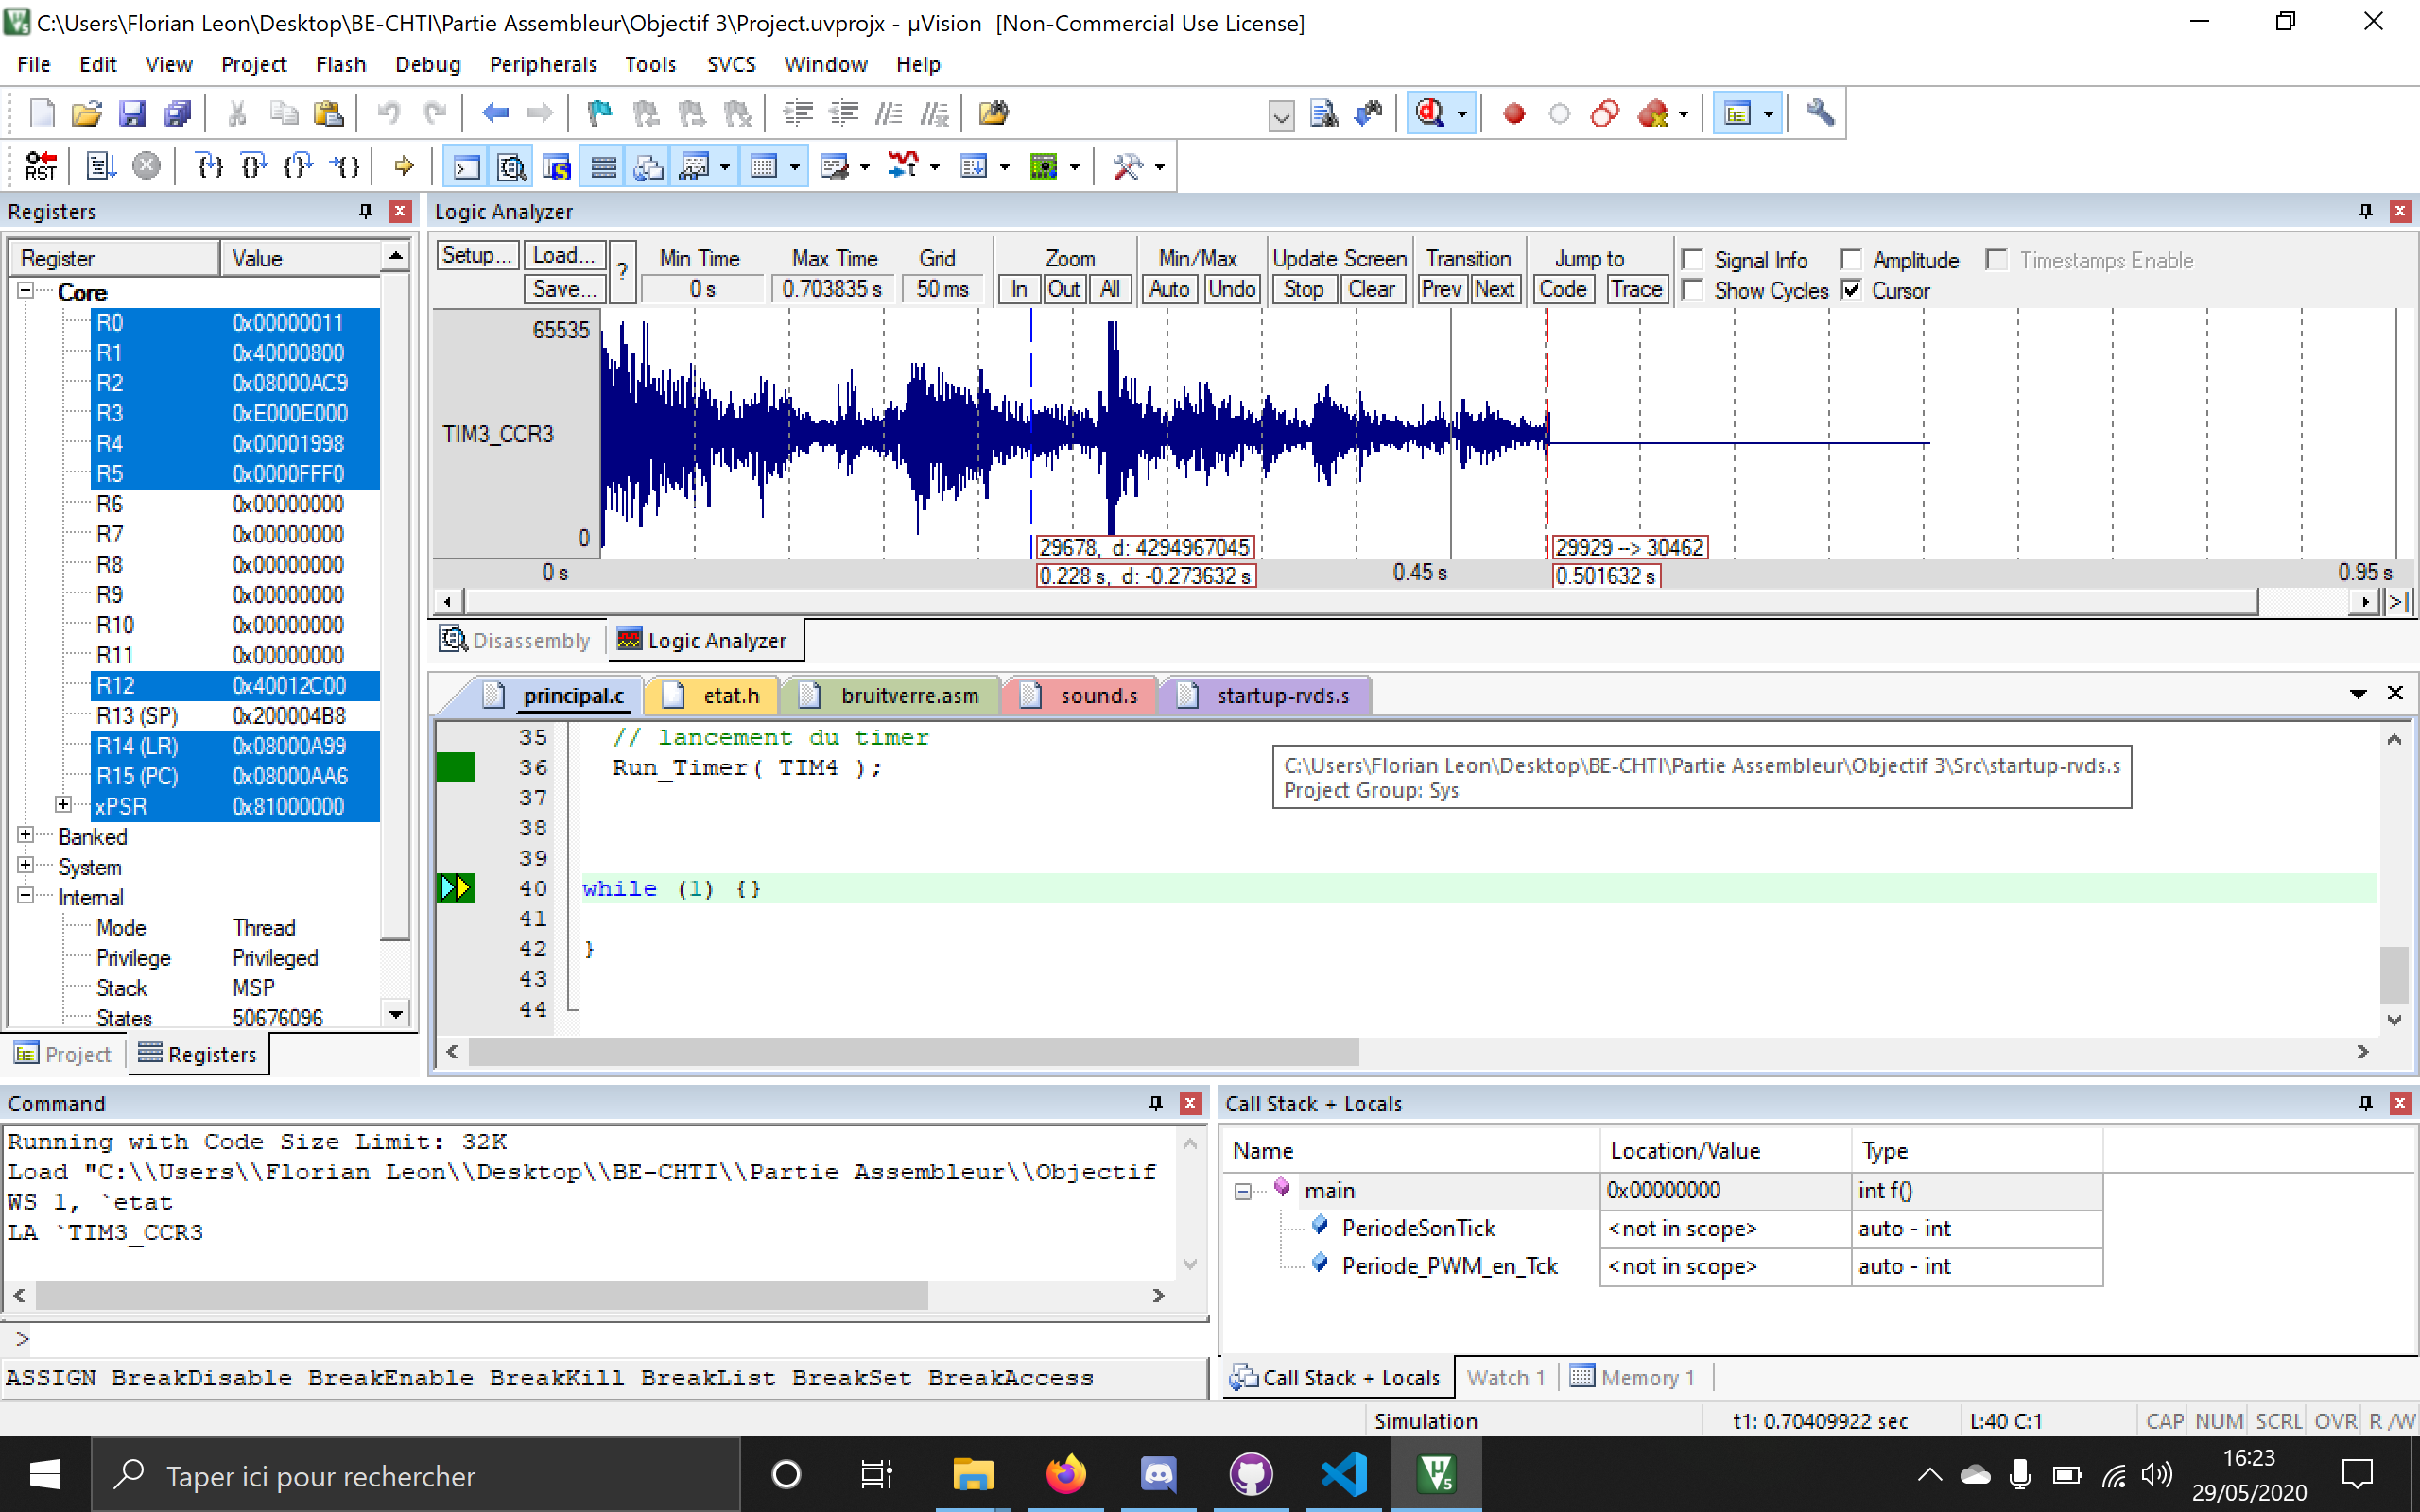 C:\Users\Florian Leon\Desktop\BE-CHTI\Partie Assembleur\Objectif 3\Project.uvprojx - µVision  [Non-Commercial Use License]
File Edit View Project Flash Debug Peripherals Tools SVCS Window Help
RST
Registers
Register Value
Core
R0 0x00000011
R1 0x40000800
R2 0x08000AC9
R3 0xE000E000
R4 0x00001998
R5 0x0000FFF0
R6 0x00000000
R7 0x00000000
R8 0x00000000
R9 0x00000000
R10 0x00000000
R11 0x00000000
R12 0x40012C00
R13 (SP) 0x200004B8
R14 (LR) 0x08000A99
R15 (PC) 0x08000AA6
xPSR 0x81000000
Banked
System
Internal
Mode Thread
Privilege Privileged
Stack MSP
States 50676096
Project Registers
Logic Analyzer
Setup... Load... ? Min Time Max Time Grid Zoom Min/Max Update Screen Transition Jump to Signal Info Amplitude Timestamps Enable
Save... 0 s 0.703835 s 50 ms In Out All Auto Undo Stop Clear Prev Next Code Trace Show Cycles Cursor
65535
TIM3_CCR3
0
29678, d: 4294967045 29929 --> 30462
0 s 0.228 s, d: -0.273632 s 0.45 s 0.501632 s 0.95 s
Disassembly Logic Analyzer
principal.c etat.h bruitverre.asm sound.s startup-rvds.s
35 // lancement du timer
36 Run_Timer( TIM4 );
37
38
39
40 while (1) {}
41
42 }
43
44
C:\Users\Florian Leon\Desktop\BE-CHTI\Partie Assembleur\Objectif 3\Src\startup-rvds.s
Project Group: Sys
Command
Running with Code Size Limit: 32K
Load "C:\\Users\\Florian Leon\\Desktop\\BE-CHTI\\Partie Assembleur\\Objectif
WS 1, `etat
LA `TIM3_CCR3
>
ASSIGN BreakDisable BreakEnable BreakKill BreakList BreakSet BreakAccess
Call Stack + Locals
Name Location/Value Type
main 0x00000000 int f()
PeriodeSonTick <not in scope> auto - int
Periode_PWM_en_Tck <not in scope> auto - int
Call Stack + Locals Watch 1 Memory 1
Simulation t1: 0.70409922 sec L:40 C:1 CAP NUM SCRL OVR R/W
Taper ici pour rechercher
16:23
29/05/2020